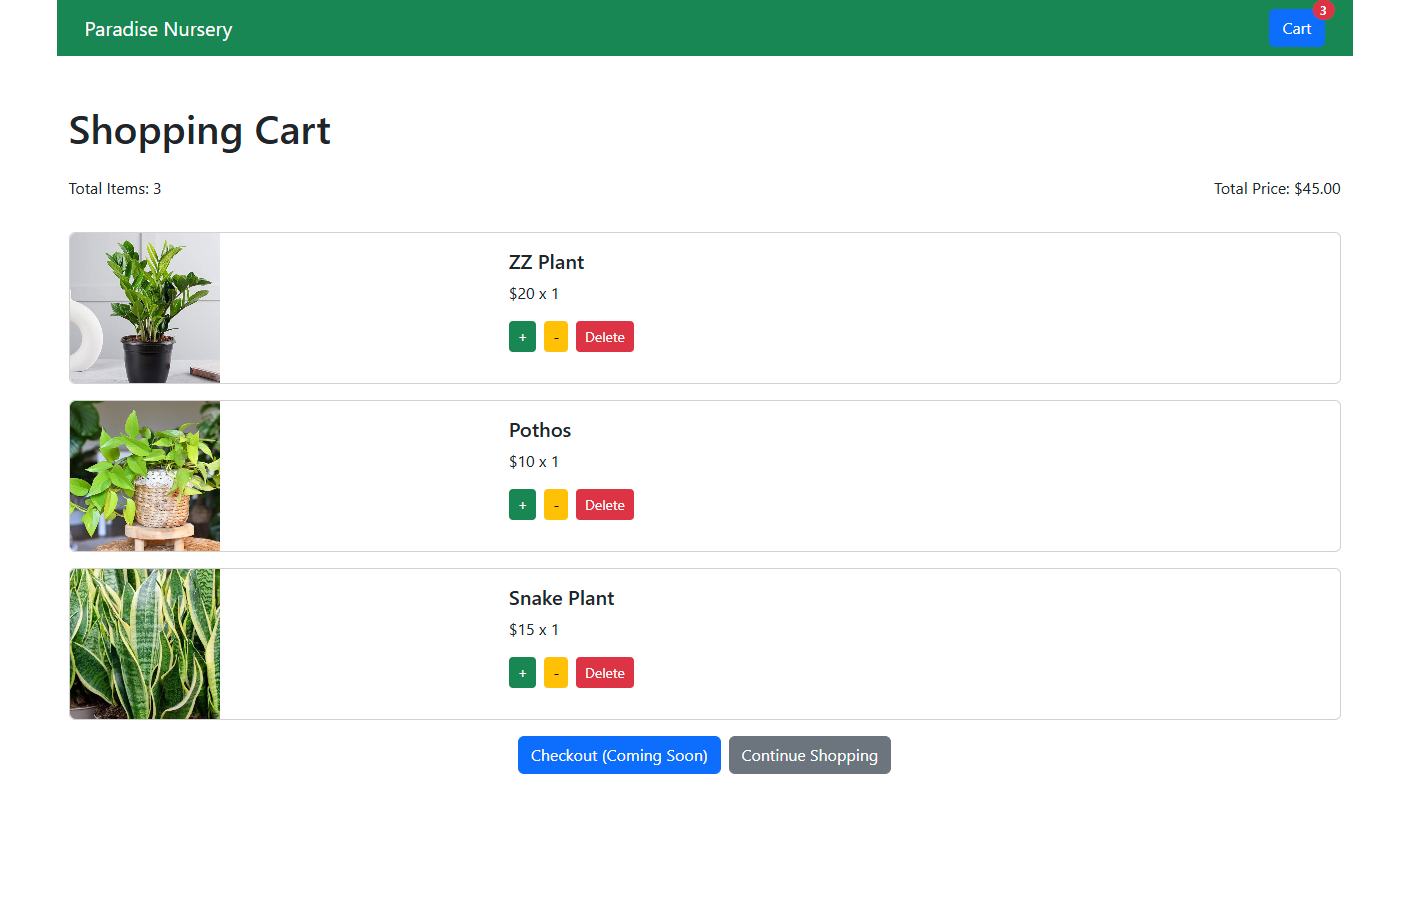 Paradise Nursery
Cart
3
Shopping Cart
Total Items: 3
Total Price: $45.00
ZZ Plant
$20 x 1
+ - Delete
Pothos
$10 x 1
+ - Delete
Snake Plant
$15 x 1
+ - Delete
Checkout (Coming Soon) Continue Shopping